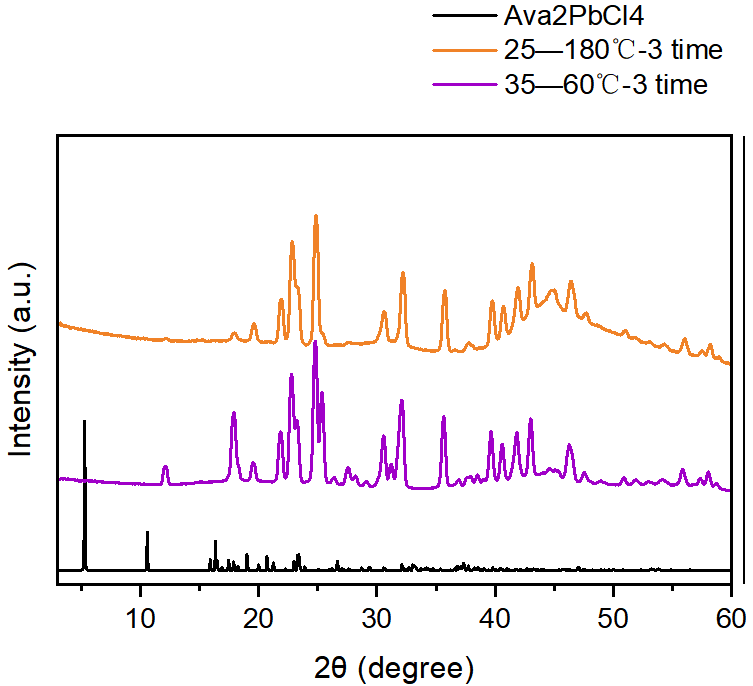 Ava2PbCl4
25—180℃-3 time
35—60℃-3 time
Intensity (a.u.)
10 20 30 40 50 60
2θ (degree)